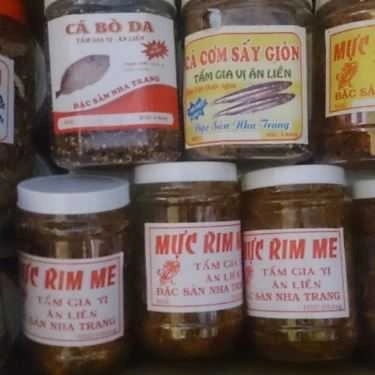 CÁ BÒ DA
TẨM GIA VỊ - ĂN LIỀN
ĐẶC SẢN NHA TRANG
CÁ CƠM SẤY GIÒN
TẨM GIA VỊ ĂN LIỀN
Đặc Sản Nha Trang
MỰC
ĐẶC SẢ
MỰC RIM ME
TẨM GIA VỊ
ĂN LIỀN
ĐẶC SẢN NHA TRANG
MỰC RIM ME
TẨM GIA VỊ
ĂN LIỀN
ĐẶC SẢN NHA TRANG
MỰC RIM ME
TẨM GIA VỊ
ĂN LIỀN
ĐẶC SẢN NHA TRANG